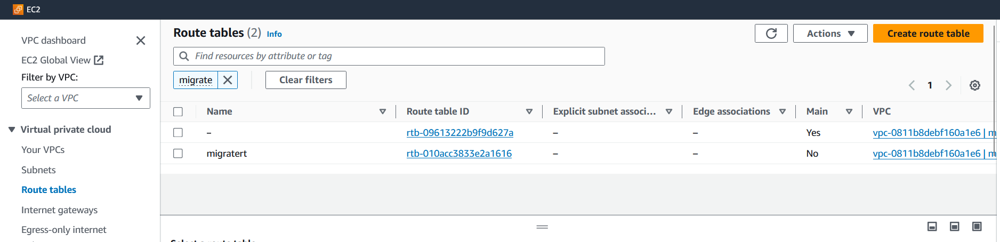 EC2
VPC dashboard
EC2 Global View
Filter by VPC:
Select a VPC
Virtual private cloud
Your VPCs
Subnets
Route tables
Internet gateways
Egress-only internet
Route tables (2) Info
Actions
Create route table
Find resources by attribute or tag
migrate
Clear filters
1
Name Route table ID Explicit subnet associ... Edge associations Main VPC
– rtb-09613222b9f9d627a – – Yes vpc-0811b8debf160a1e6 | m
migratert rtb-010acc3833e2a1616 – – No vpc-0811b8debf160a1e6 | m
Select a route table